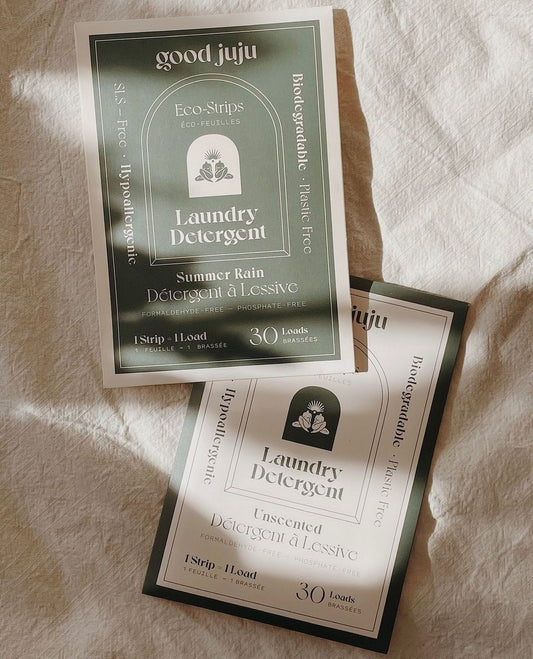 good juju
Eco-Strips
ÉCO-FEUILLES
SLS – Free · Hypoallergenic
Biodegradable · Plastic Free
Laundry
Detergent
Summer Rain
Détergent à Lessive
FORMALDEHYDE-FREE – PHOSPHATE-FREE
1 Strip = 1 Load
1 FEUILLE = 1 BRASSÉE
30 Loads
BRASSÉES
juju
FEUILLES
Hypoallergenic
Biodegradable · Plastic Free
Laundry
Detergent
Unscented
Détergent à Lessive
FORMALDEHYDE-FREE – PHOSPHATE-FREE
1 Strip = 1 Load
1 FEUILLE = 1 BRASSÉE
30 Loads
BRASSÉES